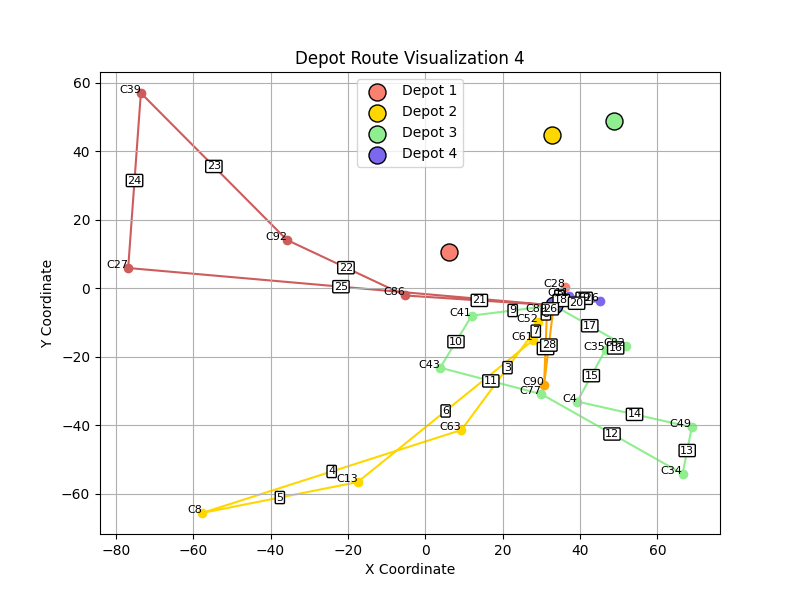 Depot Route Visualization 4
Depot 1
Depot 2
Depot 3
Depot 4
Y Coordinate
60
40
20
0
−20
−40
−60
−80
−60
−40
−20
0
20
40
60
X Coordinate
C39
23
24
C92
C27
22
25
C86
21
C28
18
20
9
C41
26
17
C52
7
10
C61
28
C35
C43
3
11
15
C90
C77
C4
6
14
C63
C49
12
13
4
C34
C13
5
C8